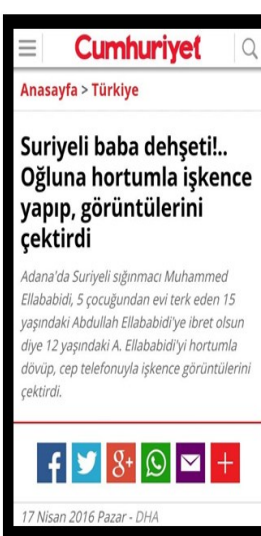 Cumhuriyet
Anasayfa > Türkiye
Suriyeli baba dehşeti!..
Oğluna hortumla işkence
yapıp, görüntülerini
çektirdi
Adana'da Suriyeli sığınmacı Muhammed
Ellababidi, 5 çocuğundan evi terk eden 15
yaşındaki Abdullah Ellababidi'ye ibret olsun
diye 12 yaşındaki A. Ellababidi'yi hortumla
dövüp, cep telefonuyla işkence görüntülerini
çektirdi.
17 Nisan 2016 Pazar - DHA